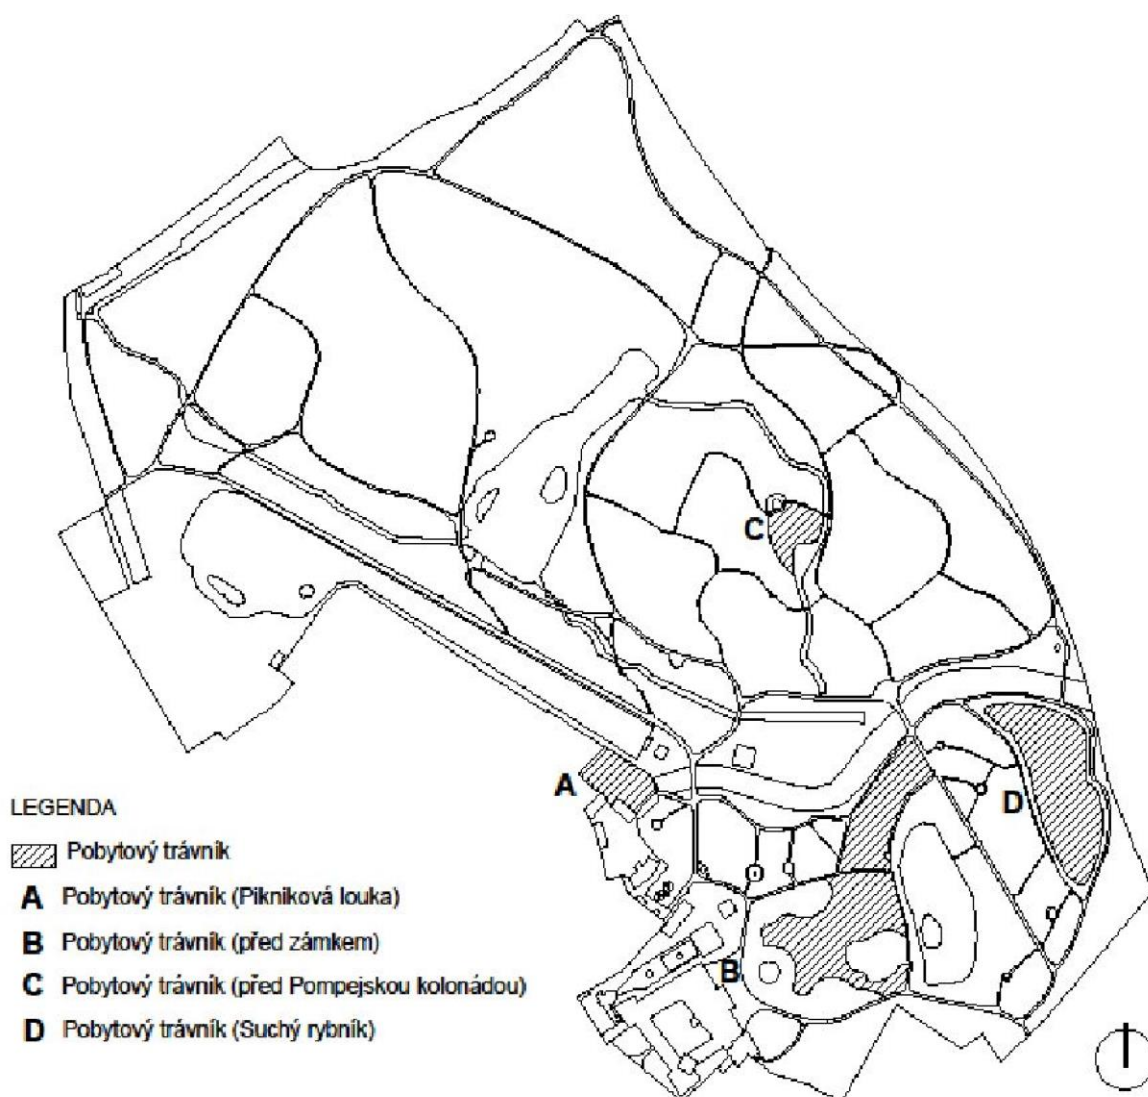 C
A
D
B
LEGENDA
Pobytový trávník
A Pobytový trávník (Pikniková louka)
B Pobytový trávník (před zámkem)
C Pobytový trávník (před Pompejskou kolonádou)
D Pobytový trávník (Suchý rybník)